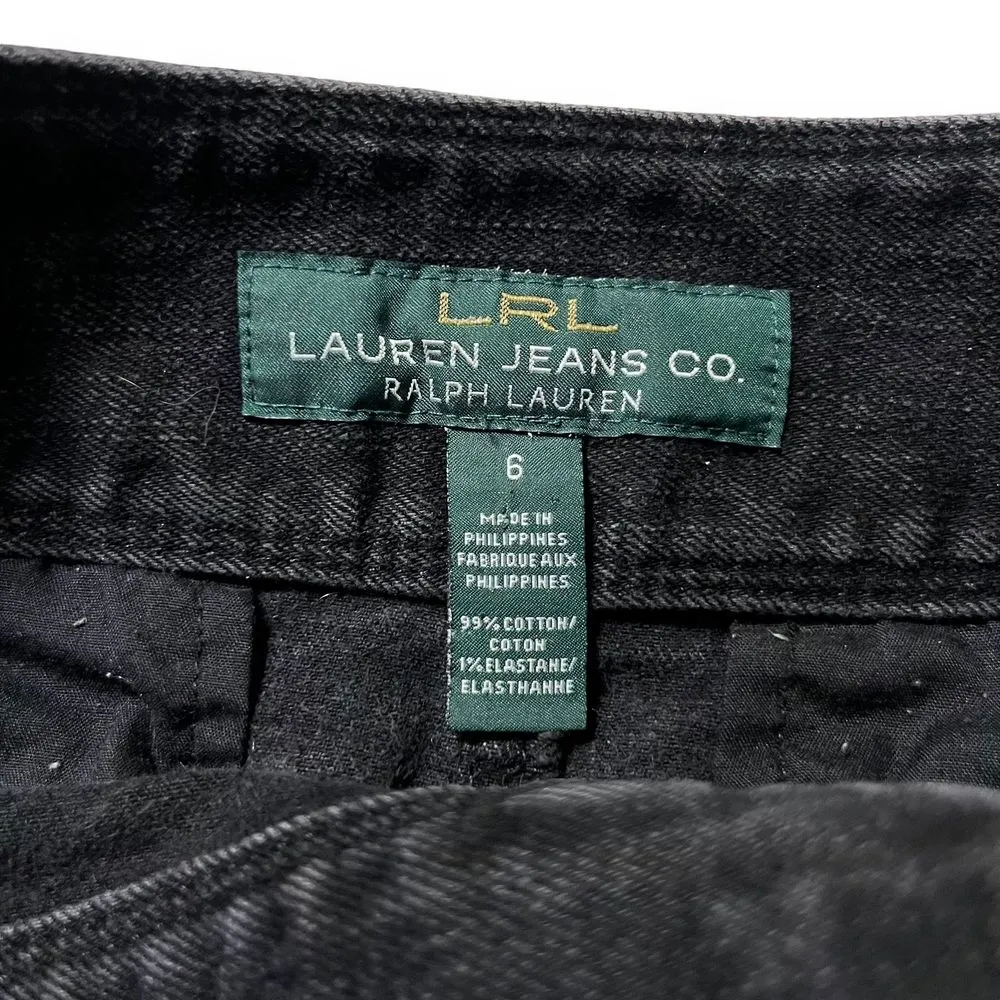 LRL
LAUREN JEANS CO.
RALPH LAUREN
6
MADE IN
PHILIPPINES
FABRIQUE AUX
PHILIPPINES
99% COTTON/
COTON
1% ELASTANE/
ELASTHANNE